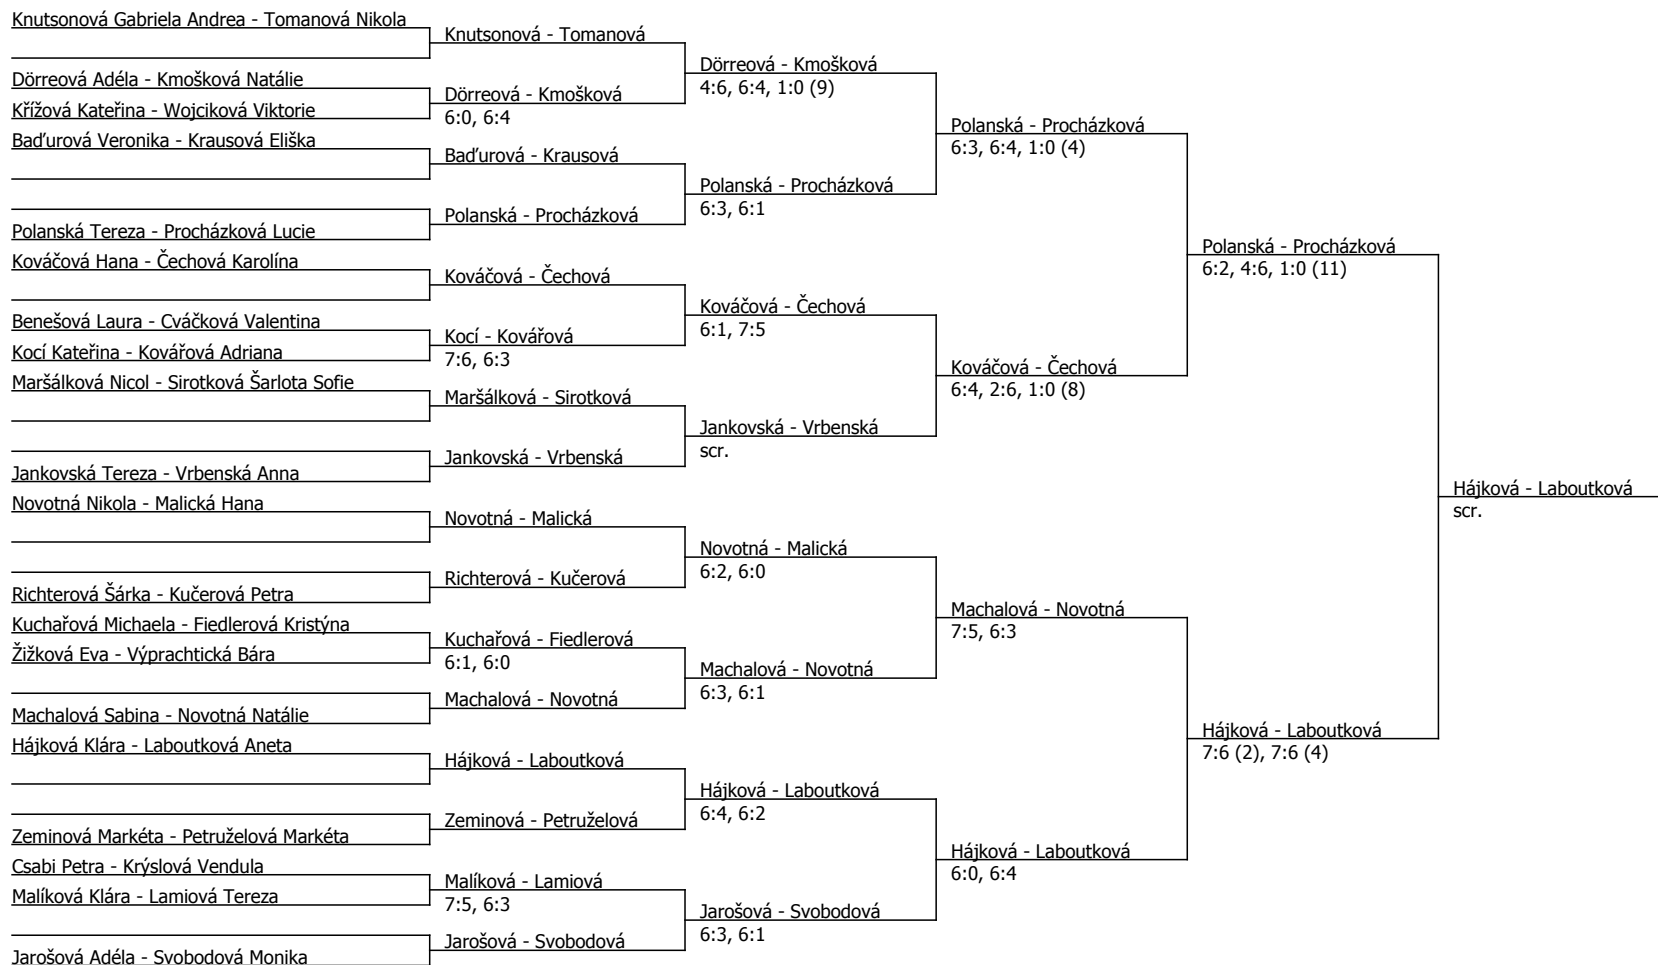 Knutsonová Gabriela Andrea - Tomanová Nikola
Dörreová Adéla - Kmošková Natálie
Křížová Kateřina - Wojciková Viktorie
Baďurová Veronika - Krausová Eliška
Polanská Tereza - Procházková Lucie
Kováčová Hana - Čechová Karolína
Benešová Laura - Cváčková Valentina
Kocí Kateřina - Kovářová Adriana
Maršálková Nicol - Sirotková Šarlota Sofie
Jankovská Tereza - Vrbenská Anna
Novotná Nikola - Malická Hana
Richterová Šárka - Kučerová Petra
Kuchařová Michaela - Fiedlerová Kristýna
Žižková Eva - Výprachtická Bára
Machalová Sabina - Novotná Natálie
Hájková Klára - Laboutková Aneta
Zeminová Markéta - Petruželová Markéta
Csabi Petra - Krýslová Vendula
Malíková Klára - Lamiová Tereza
Jarošová Adéla - Svobodová Monika
Knutsonová - Tomanová
Dörreová - Kmošková
6:0, 6:4
Baďurová - Krausová
Polanská - Procházková
Kováčová - Čechová
Kocí - Kovářová
7:6, 6:3
Maršálková - Sirotková
Jankovská - Vrbenská
Novotná - Malická
Richterová - Kučerová
Kuchařová - Fiedlerová
6:1, 6:0
Machalová - Novotná
Hájková - Laboutková
Zeminová - Petruželová
Malíková - Lamiová
7:5, 6:3
Jarošová - Svobodová
Dörreová - Kmošková
4:6, 6:4, 1:0 (9)
Polanská - Procházková
6:3, 6:1
Kováčová - Čechová
6:1, 7:5
Jankovská - Vrbenská
scr.
Novotná - Malická
6:2, 6:0
Machalová - Novotná
6:3, 6:1
Hájková - Laboutková
6:4, 6:2
Jarošová - Svobodová
6:3, 6:1
Polanská - Procházková
6:3, 6:4, 1:0 (4)
Kováčová - Čechová
6:4, 2:6, 1:0 (8)
Machalová - Novotná
7:5, 6:3
Hájková - Laboutková
6:0, 6:4
Polanská - Procházková
6:2, 4:6, 1:0 (11)
Hájková - Laboutková
7:6 (2), 7:6 (4)
Hájková - Laboutková
scr.